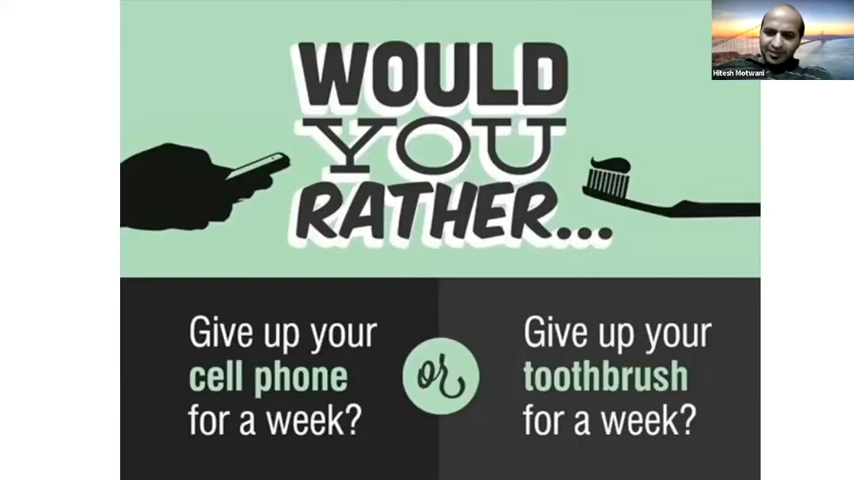 WOULD
YOU
RATHER...
Give up your
cell phone
for a week?
or
Give up your
toothbrush
for a week?
Hitesh Motwani